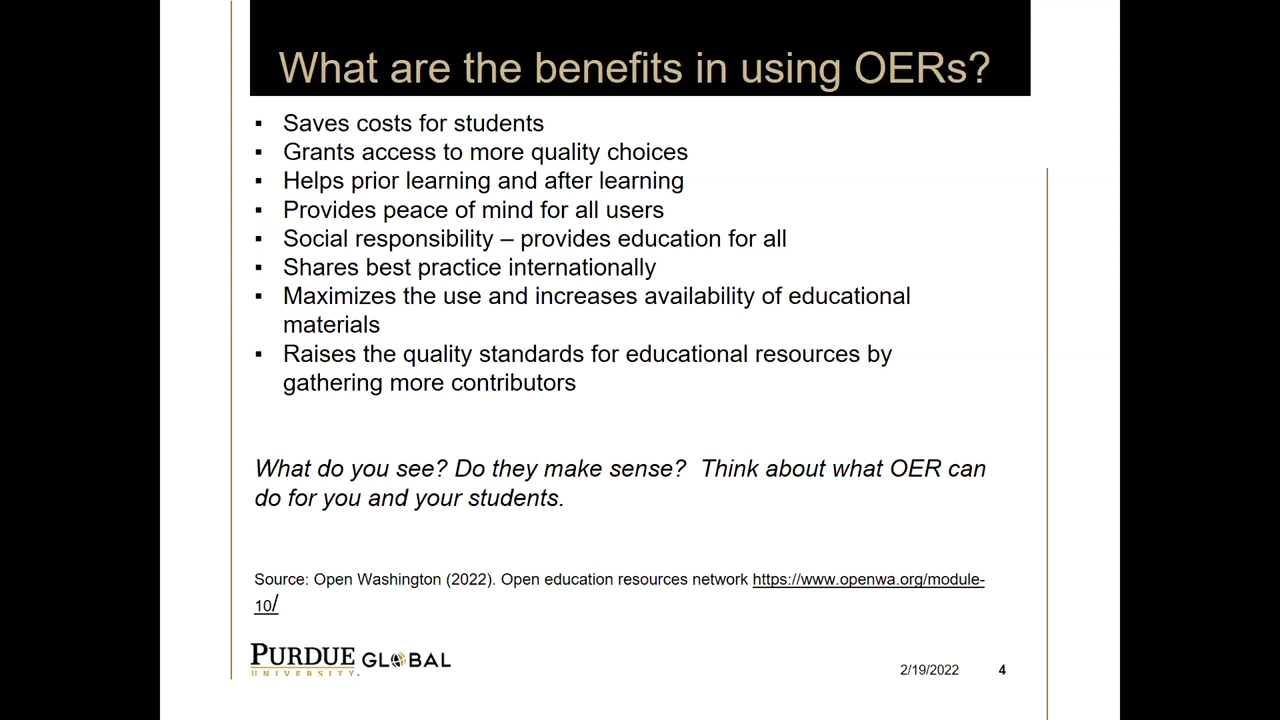 What are the benefits in using OERs?
▪ Saves costs for students
▪ Grants access to more quality choices
▪ Helps prior learning and after learning
▪ Provides peace of mind for all users
▪ Social responsibility – provides education for all
▪ Shares best practice internationally
▪ Maximizes the use and increases availability of educational
materials
▪ Raises the quality standards for educational resources by
gathering more contributors
What do you see? Do they make sense?  Think about what OER can
do for you and your students.
Source: Open Washington (2022). Open education resources network https://www.openwa.org/module-
10/
PURDUE GLOBAL
UNIVERSITY
2/19/2022 4